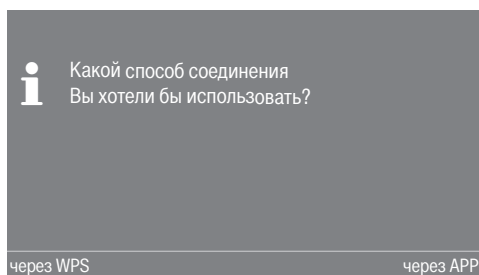 Какой способ соединения
Вы хотели бы использовать?
через WPS
через APP